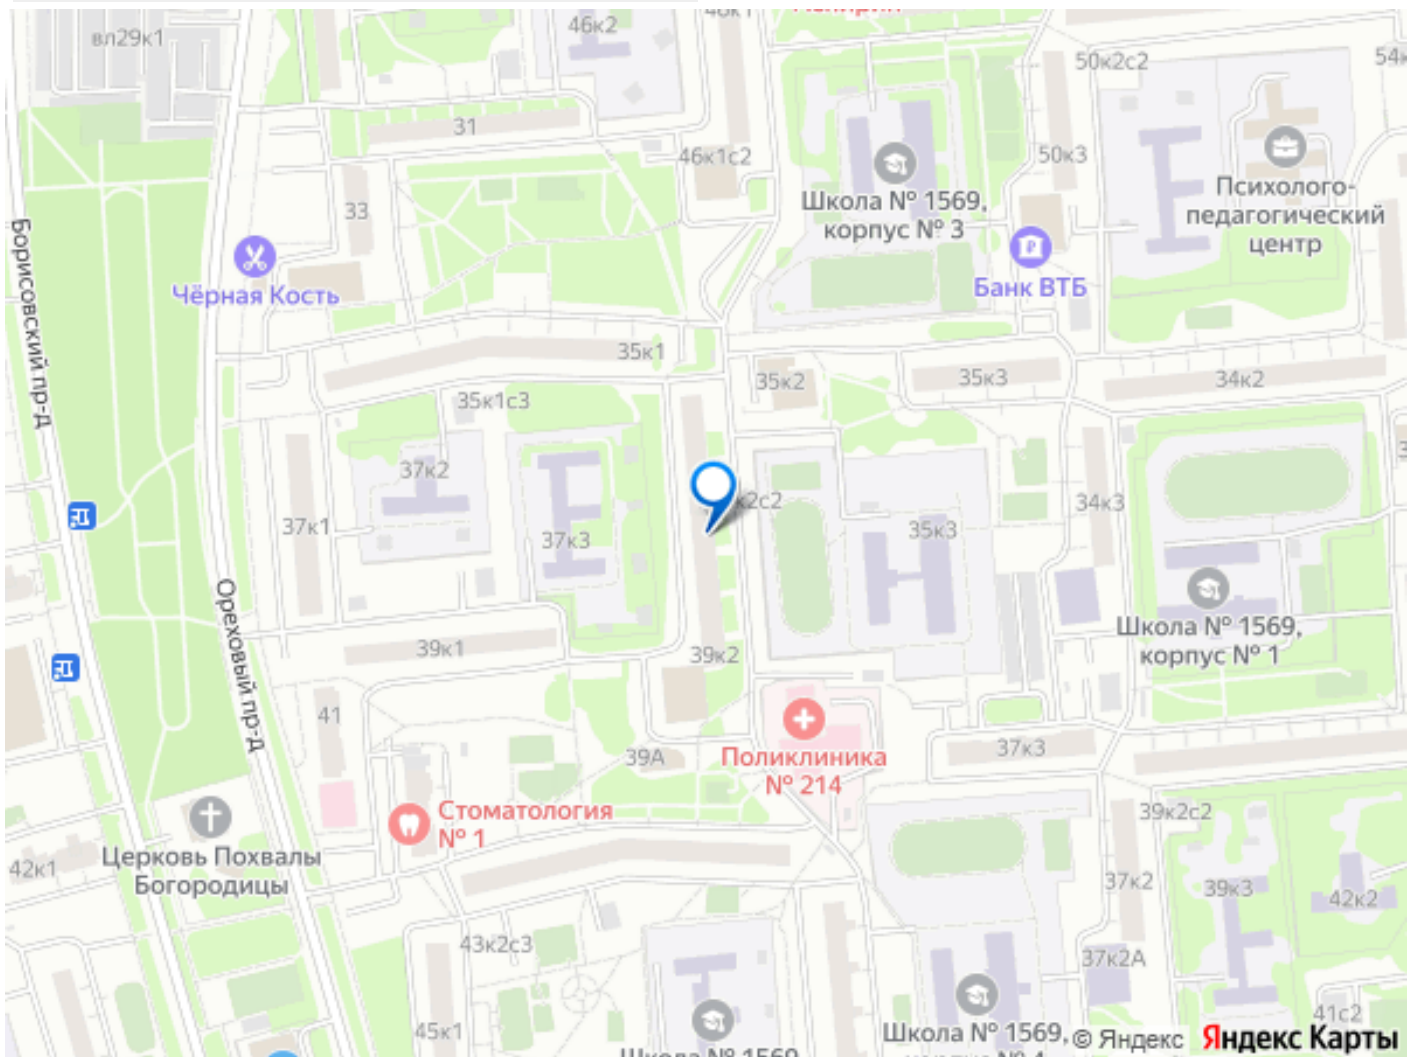 вл29к1
46к2
50к2с2
31
46к1с2
50к3
Школа № 1569,
корпус № 3
Психолого-
педагогический
центр
33
Борисовский пр-д
Чёрная Кость
Банк ВТБ
35к1
35к2
35к3
34к2
35к1с3
37к2
к2с2
34к3
37к1
37к3
35к3
Ореховый пр-д
Школа № 1569,
корпус № 1
39к1
39к2
41
39А
Поликлиника
№ 214
37к3
Стоматология
№ 1
39к2с2
Церковь Похвалы
Богородицы
42к1
37к2
39к3
42к2
43к2с3
37к2А
45к1
Школа № 1569,
41с2
© Яндекс Яндекс Карты
Школа № 1569